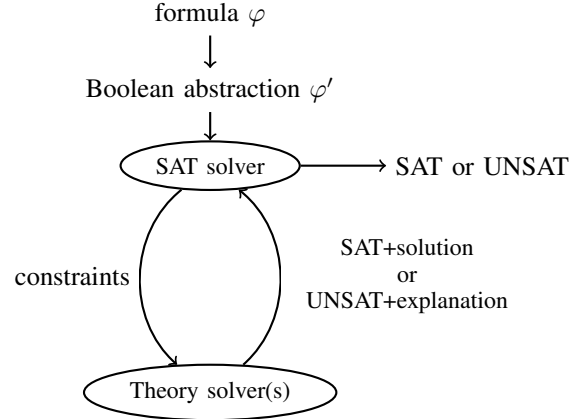 formula φ
Boolean abstraction φ′
SAT solver
SAT or UNSAT
constraints
SAT+solution
or
UNSAT+explanation
Theory solver(s)